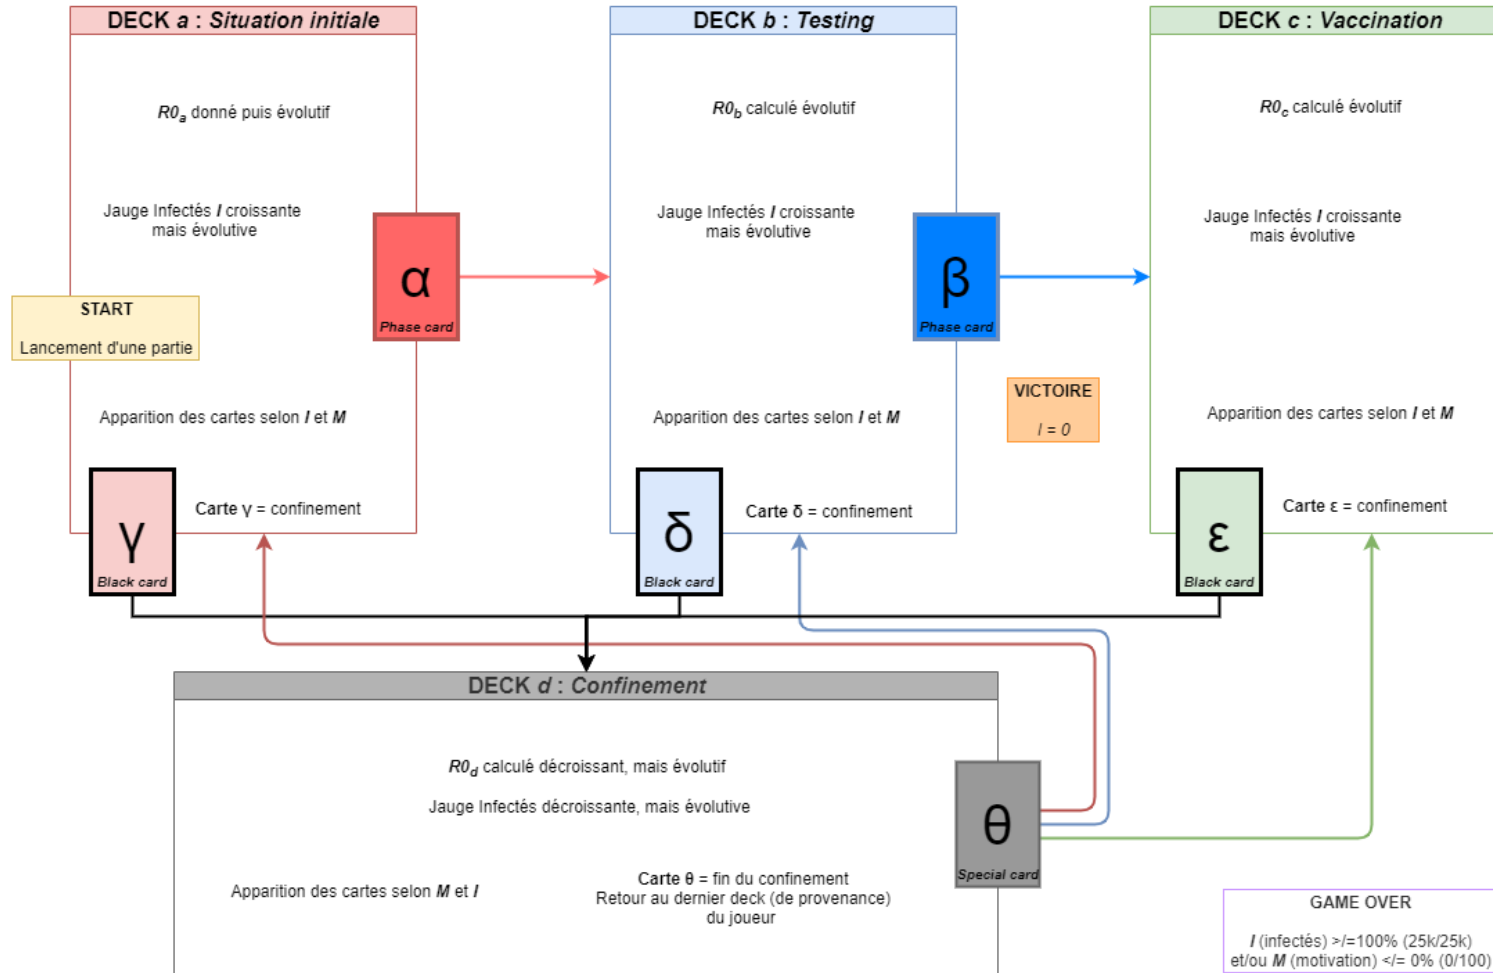 DECK a : Situation initiale
R0a donné puis évolutif
Jauge Infectés I croissante
mais évolutive
α
Phase card
START
Lancement d'une partie
Apparition des cartes selon I et M
Carte γ = confinement
γ
Black card
DECK b : Testing
R0b calculé évolutif
Jauge Infectés I croissante
mais évolutive
β
Phase card
Apparition des cartes selon I et M
Carte δ = confinement
δ
Black card
VICTOIRE
I = 0
DECK c : Vaccination
R0c calculé évolutif
Jauge Infectés I croissante
mais évolutive
Apparition des cartes selon I et M
Carte ε = confinement
ε
Black card
DECK d : Confinement
R0d calculé décroissant, mais évolutif
Jauge Infectés décroissante, mais évolutive
θ
Special card
Apparition des cartes selon M et I
Carte θ = fin du confinement
Retour au dernier deck (de provenance)
du joueur
GAME OVER
I (infectés) >/=100% (25k/25k)
et/ou M (motivation) </= 0% (0/100)